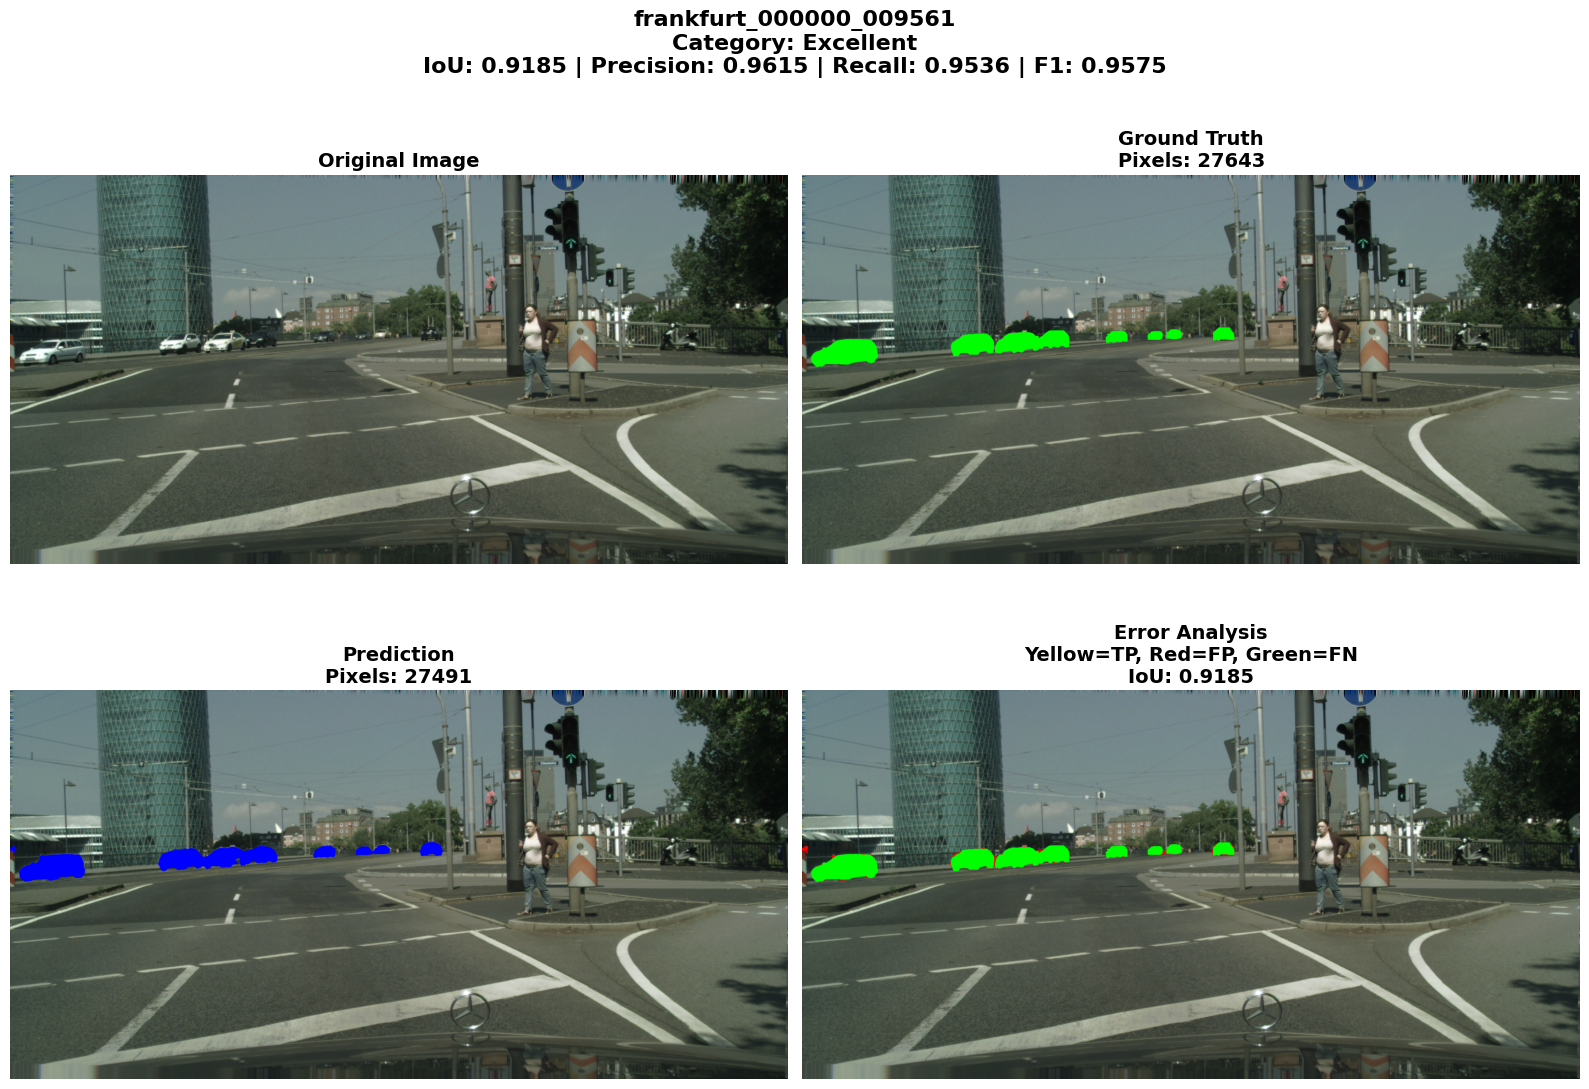 frankfurt_000000_009561
Category: Excellent
IoU: 0.9185 | Precision: 0.9615 | Recall: 0.9536 | F1: 0.9575
Original Image
Ground Truth
Pixels: 27643
Prediction
Pixels: 27491
Error Analysis
Yellow=TP, Red=FP, Green=FN
IoU: 0.9185